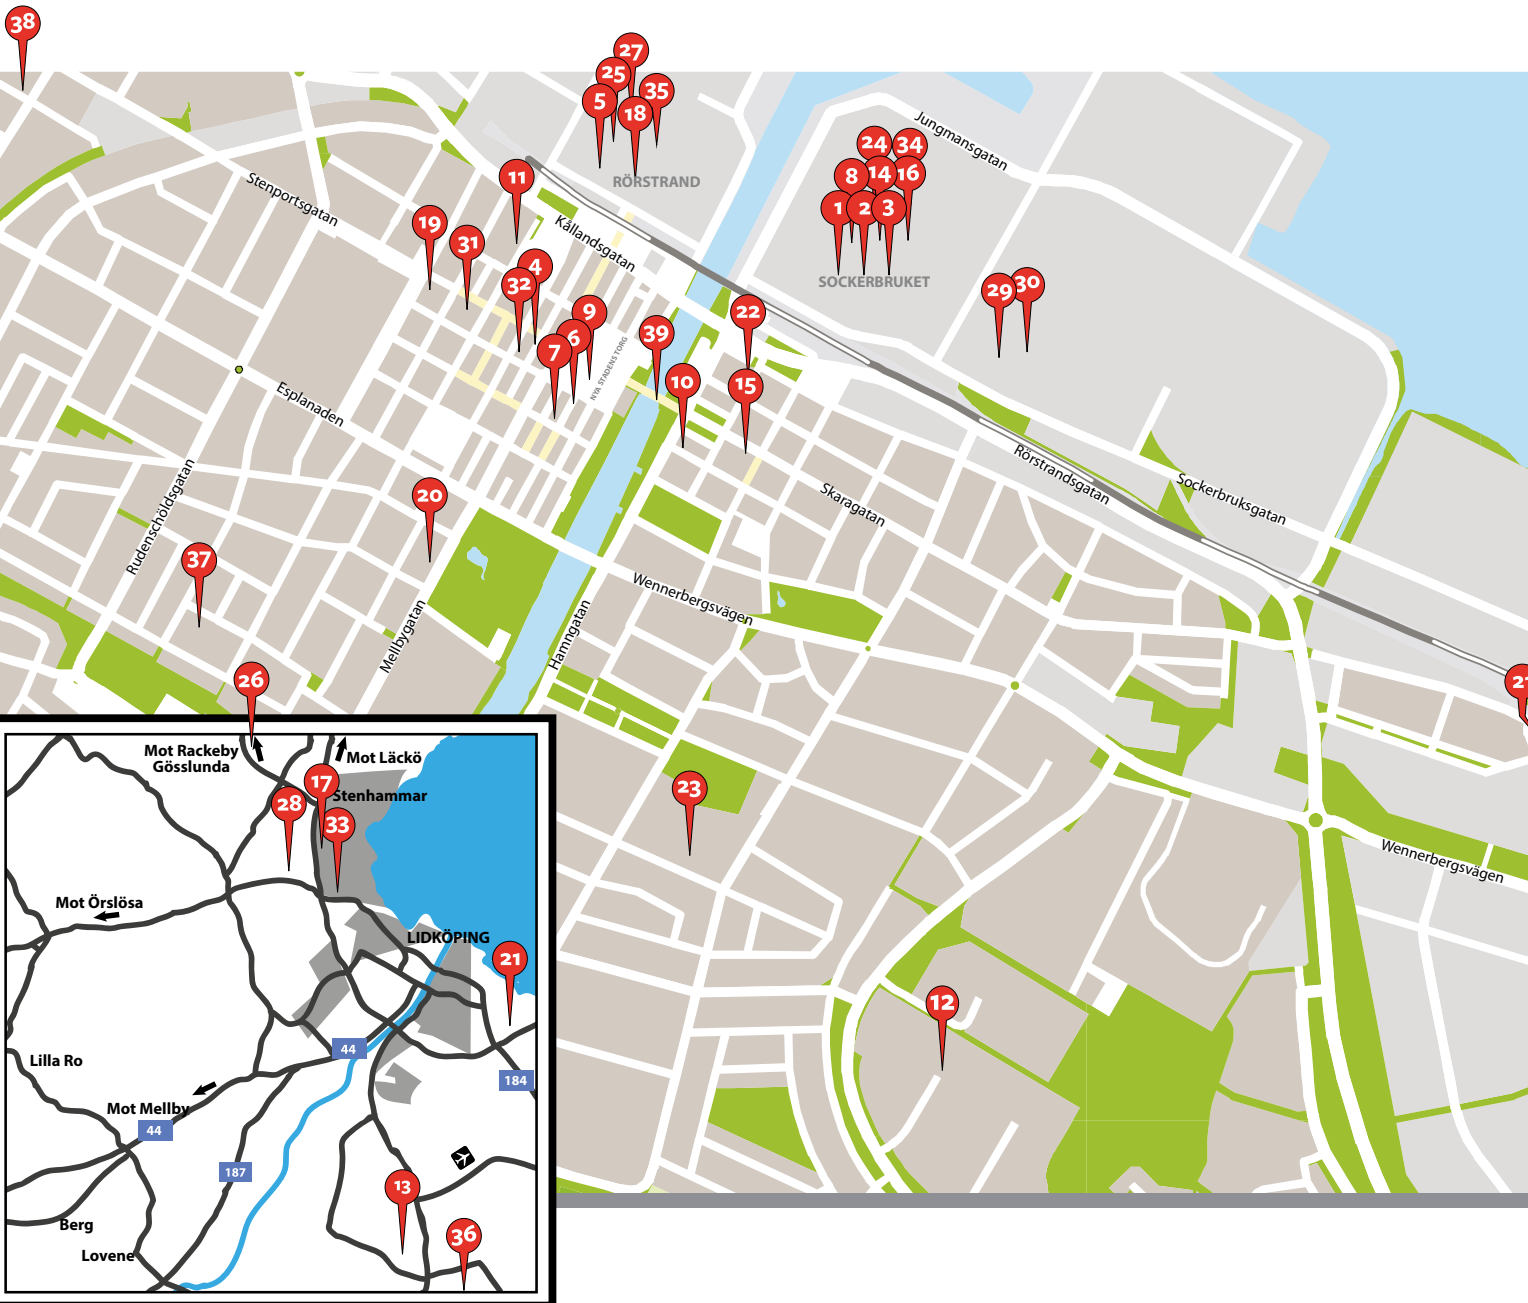 38
27
25
35
5
18
RÖRSTRAND
Jungmansgatan
24
34
8
14
16
1
2
3
SOCKERBRUKET
29
30
11
Stenportsgatan
19
31
Kållandsgatan
4
32
9
6
7
NYA STADENS TORG
39
22
10
15
Esplanaden
Rudenschöldsgatan
20
37
Mellbygatan
Hamngatan
Skaragatan
Rörstrandsgatan
Sockerbruksgatan
Wennerbergsvägen
26
21
23
12
Wennerbergsvägen
Mot Rackeby
Gösslunda
Mot Läckö
17
Stenhammar
28
33
Mot Örslösa
LIDKÖPING
21
44
184
Lilla Ro
Mot Mellby
44
187
13
36
Berg
Lovene